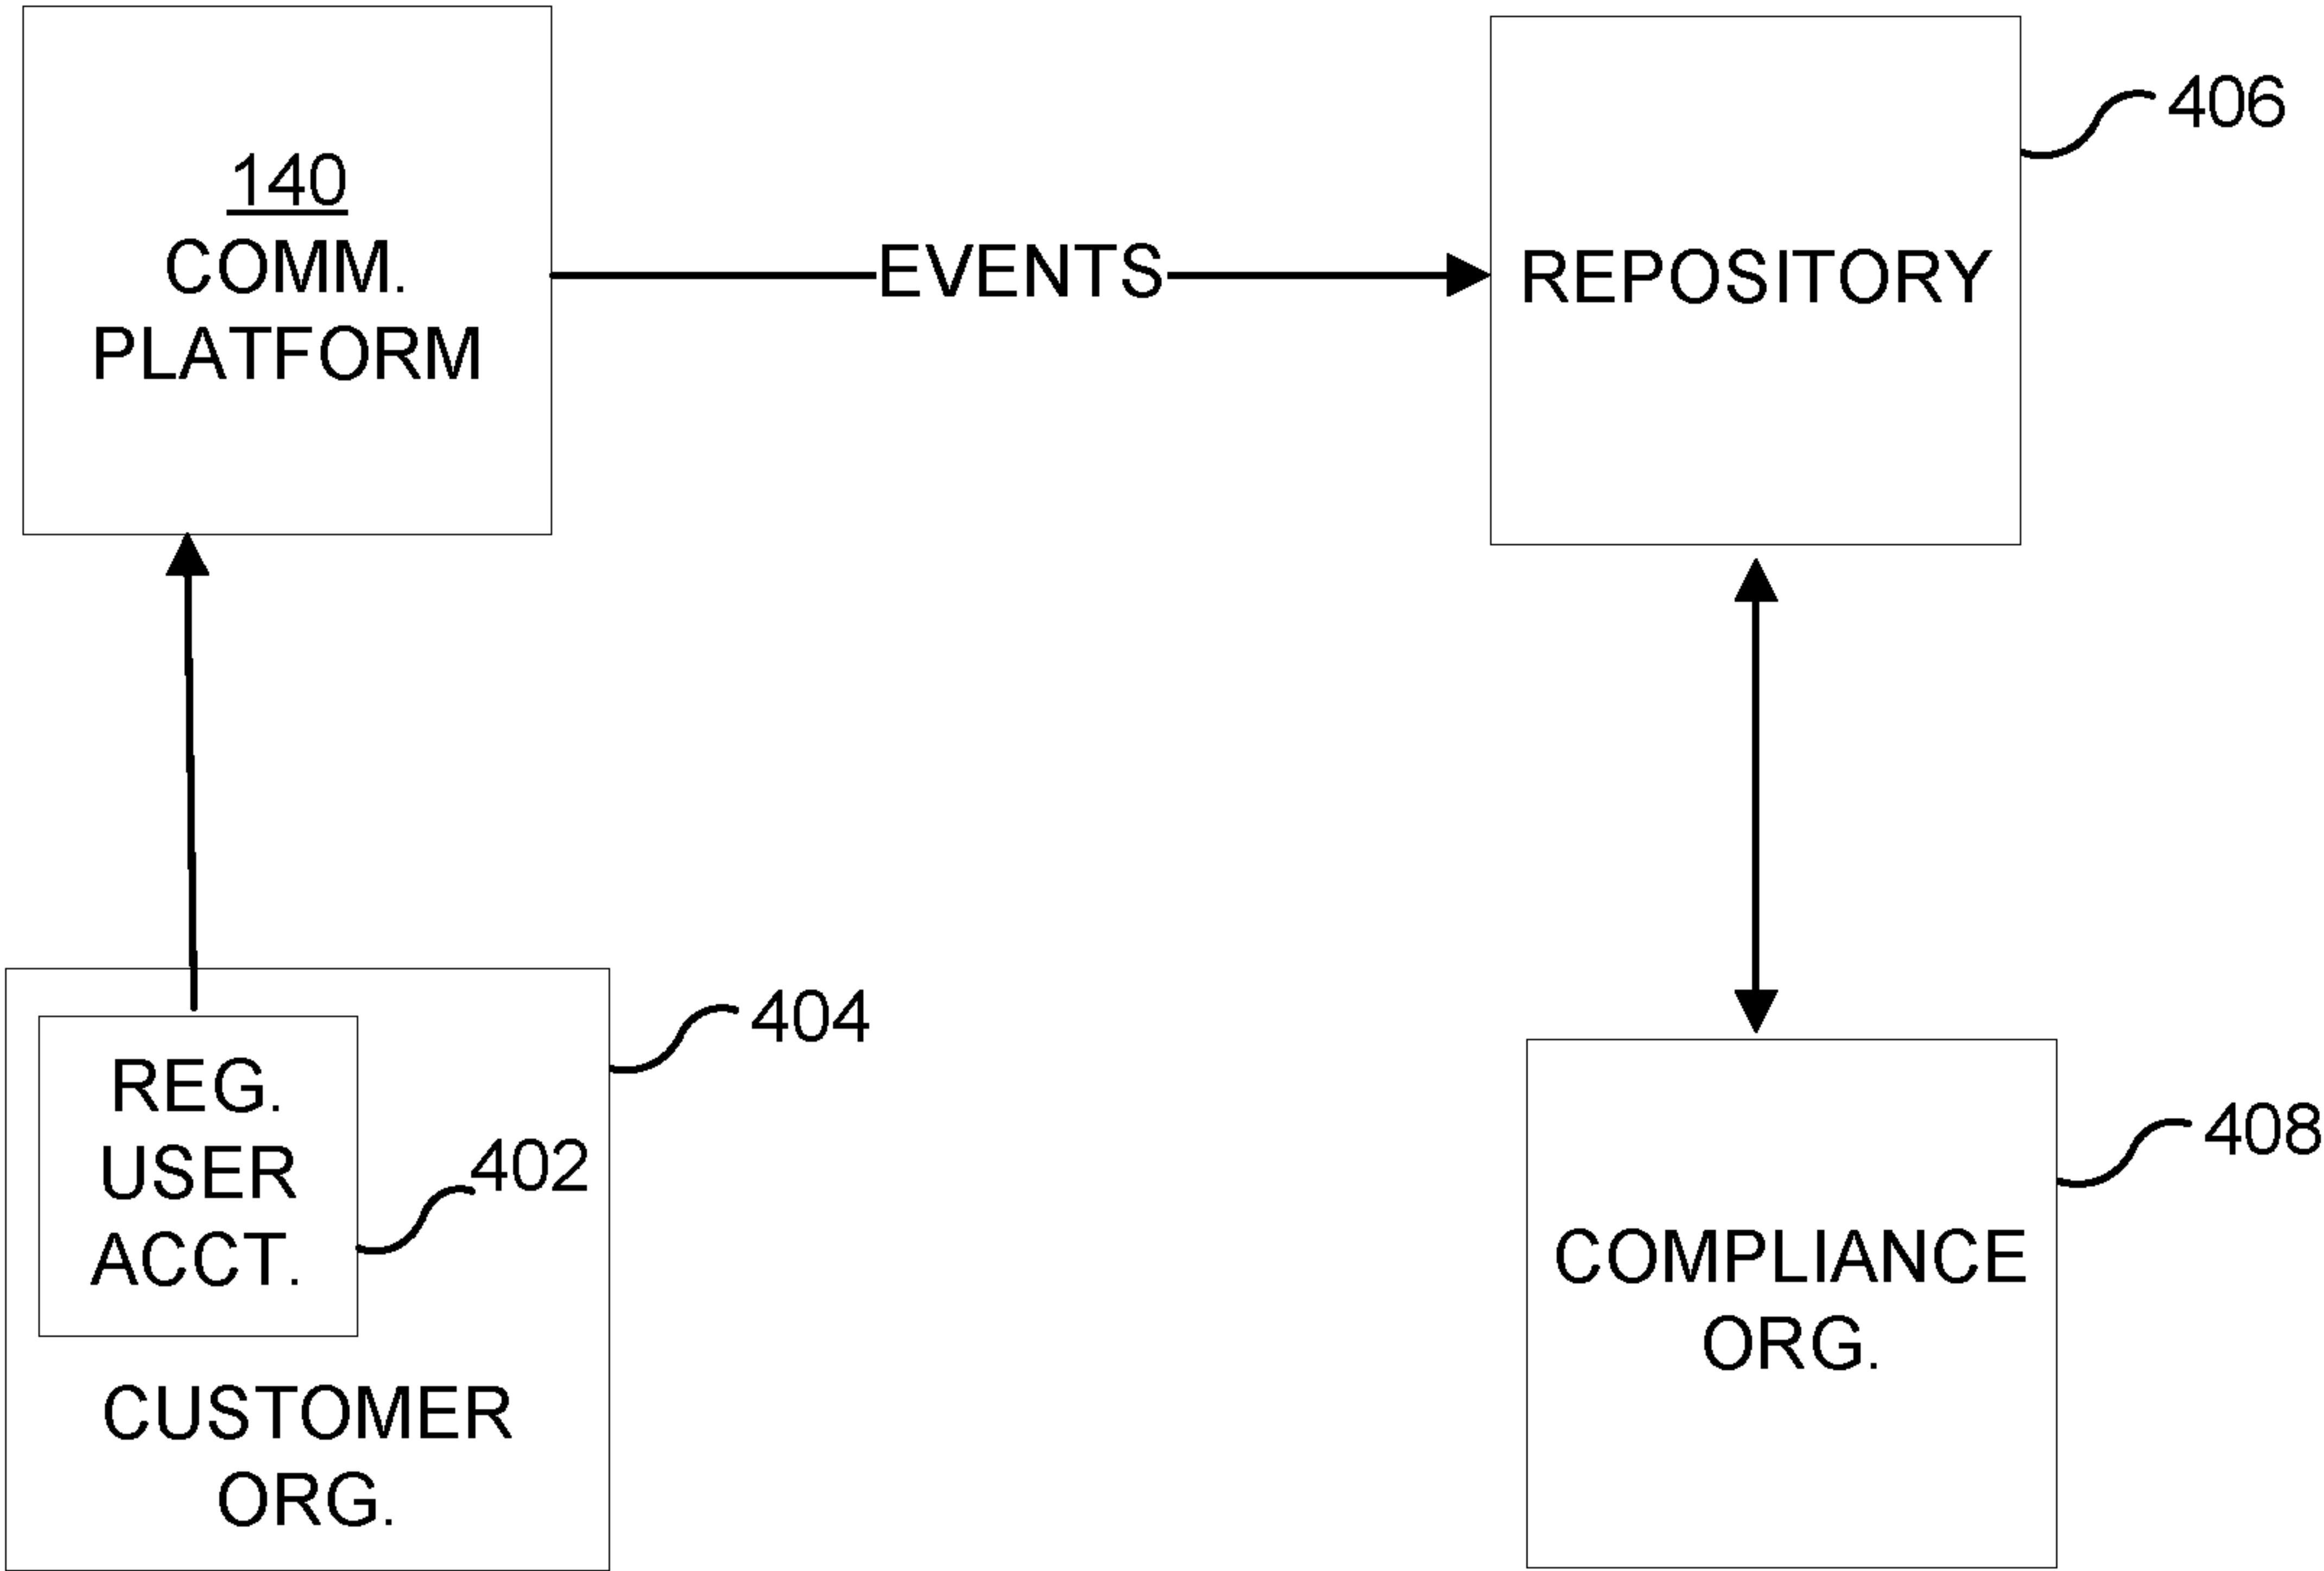 140
COMM.
PLATFORM
EVENTS
REPOSITORY
406
REG.
USER
ACCT.
402
404
CUSTOMER
ORG.
COMPLIANCE
ORG.
408